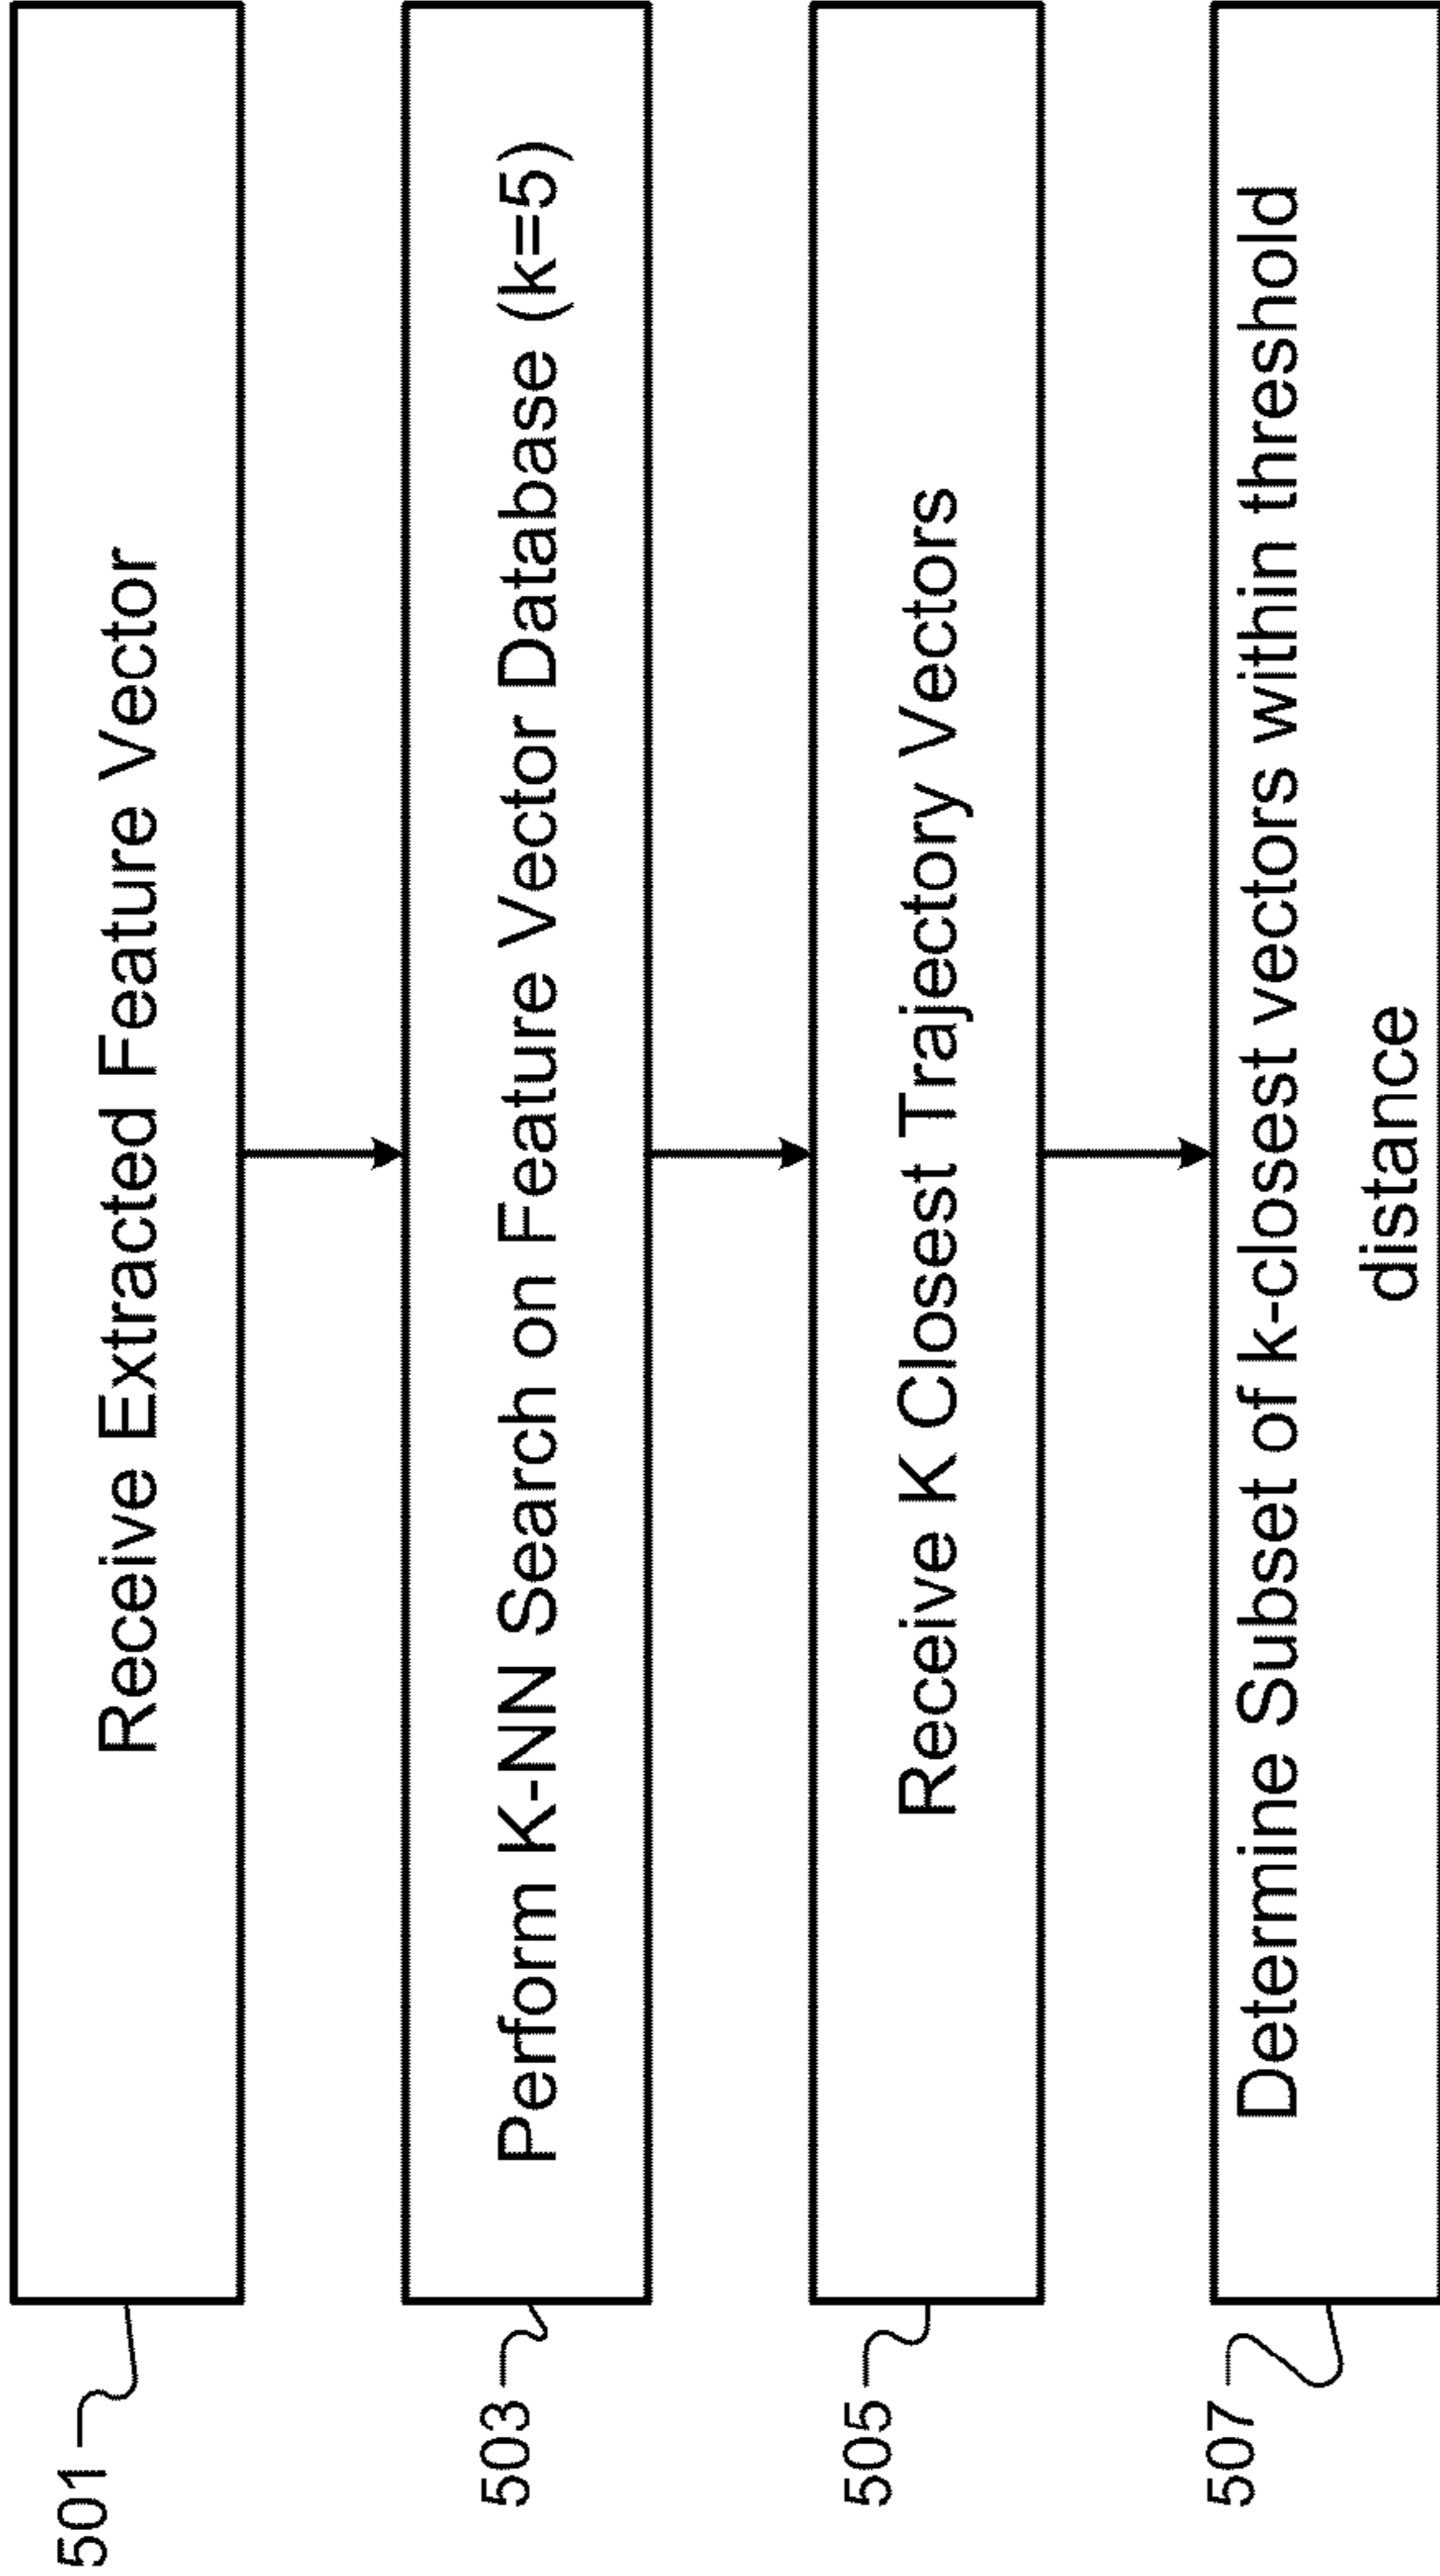 501
Receive Extracted Feature Vector
503
Perform K-NN Search on Feature Vector Database (k=5)
505
Receive K Closest Trajectory Vectors
507
Determine Subset of k-closest vectors within threshold
distance